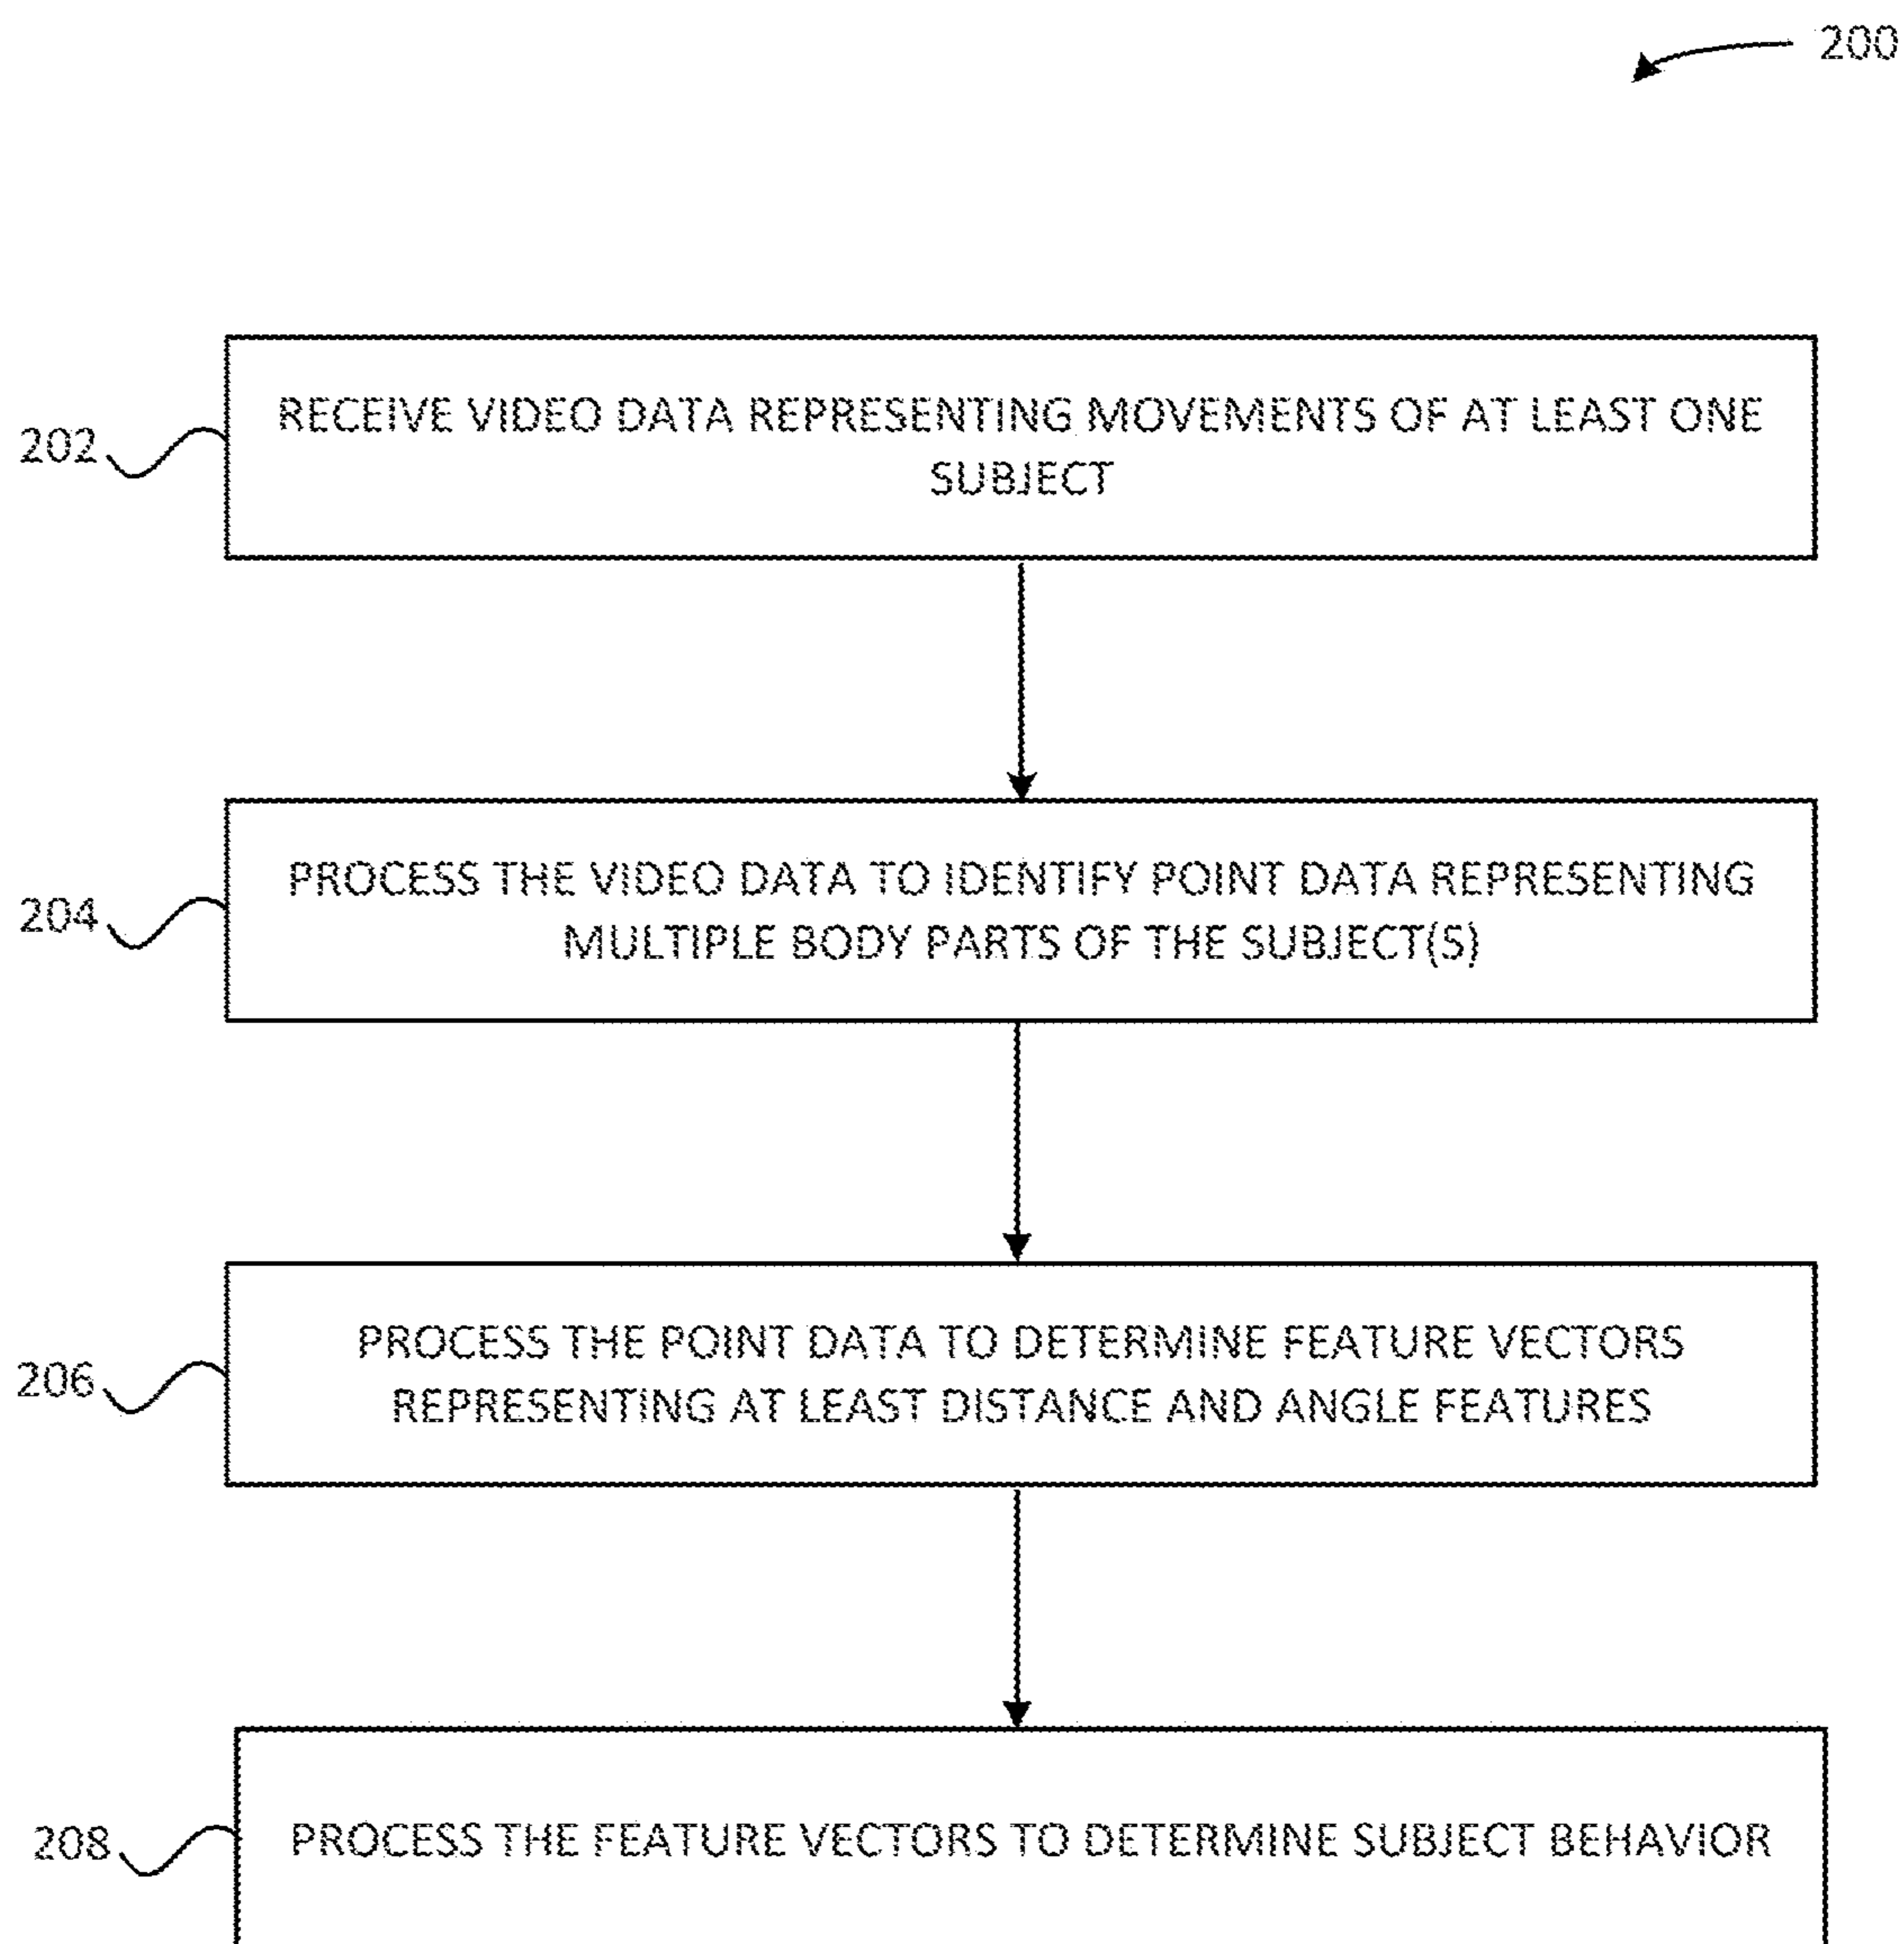 200
202
RECEIVE VIDEO DATA REPRESENTING MOVEMENTS OF AT LEAST ONE
SUBJECT
204
PROCESS THE VIDEO DATA TO IDENTIFY POINT DATA REPRESENTING
MULTIPLE BODY PARTS OF THE SUBJECT(S)
206
PROCESS THE POINT DATA TO DETERMINE FEATURE VECTORS
REPRESENTING AT LEAST DISTANCE AND ANGLE FEATURES
208
PROCESS THE FEATURE VECTORS TO DETERMINE SUBJECT BEHAVIOR